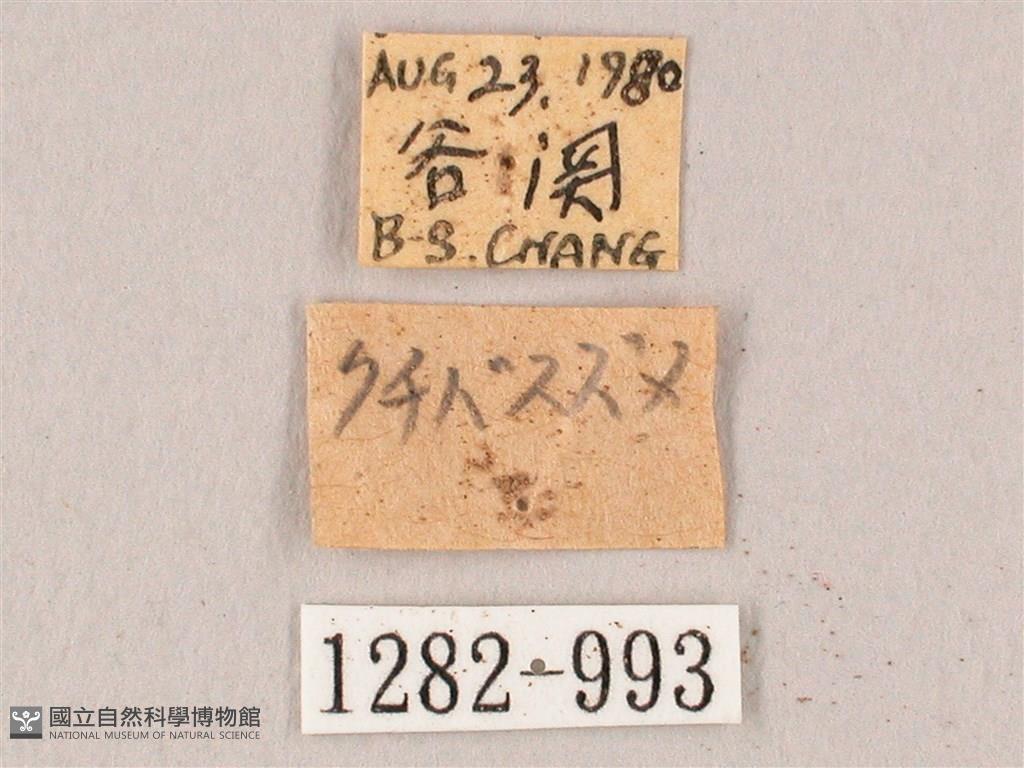 AUG 23, 1980
谷関
B-S. CHANG
クチバスズメ
1282-993
國立自然科學博物館
NATIONAL MUSEUM OF NATURAL SCIENCE